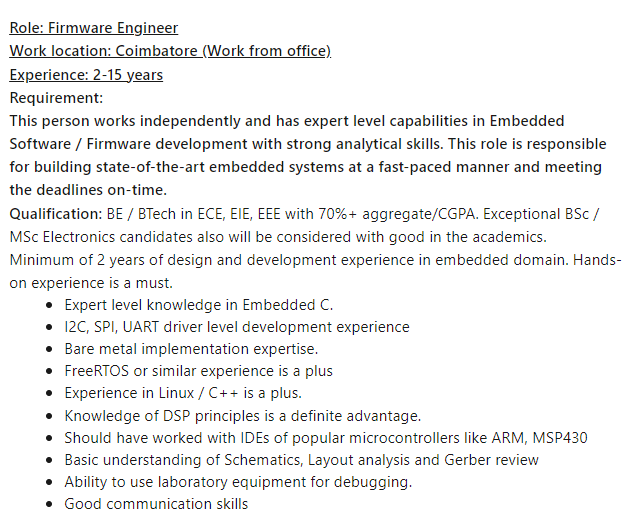 Role: Firmware Engineer
Work location: Coimbatore (Work from office)
Experience: 2-15 years
Requirement:
This person works independently and has expert level capabilities in Embedded
Software / Firmware development with strong analytical skills. This role is responsible
for building state-of-the-art embedded systems at a fast-paced manner and meeting
the deadlines on-time.
Qualification: BE / BTech in ECE, EIE, EEE with 70%+ aggregate/CGPA. Exceptional BSc /
MSc Electronics candidates also will be considered with good in the academics.
Minimum of 2 years of design and development experience in embedded domain. Hands-
on experience is a must.
• Expert level knowledge in Embedded C.
• I2C, SPI, UART driver level development experience
• Bare metal implementation expertise.
• FreeRTOS or similar experience is a plus
• Experience in Linux / C++ is a plus.
• Knowledge of DSP principles is a definite advantage.
• Should have worked with IDEs of popular microcontrollers like ARM, MSP430
• Basic understanding of Schematics, Layout analysis and Gerber review
• Ability to use laboratory equipment for debugging.
• Good communication skills